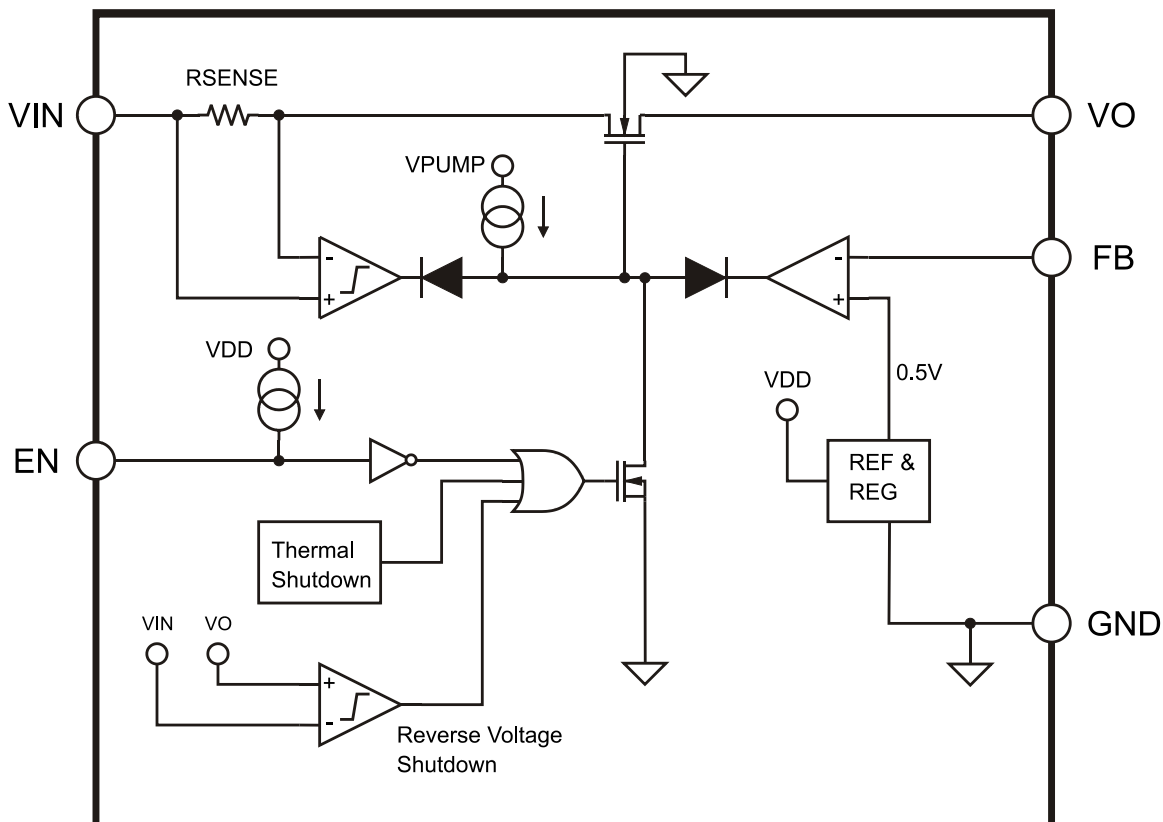 RSENSE
VIN
VO
VPUMP
-
+
-
+
FB
VDD
0.5V
VDD
EN
REF &
REG
Thermal
Shutdown
VIN
VO
GND
+
-
Reverse Voltage
Shutdown